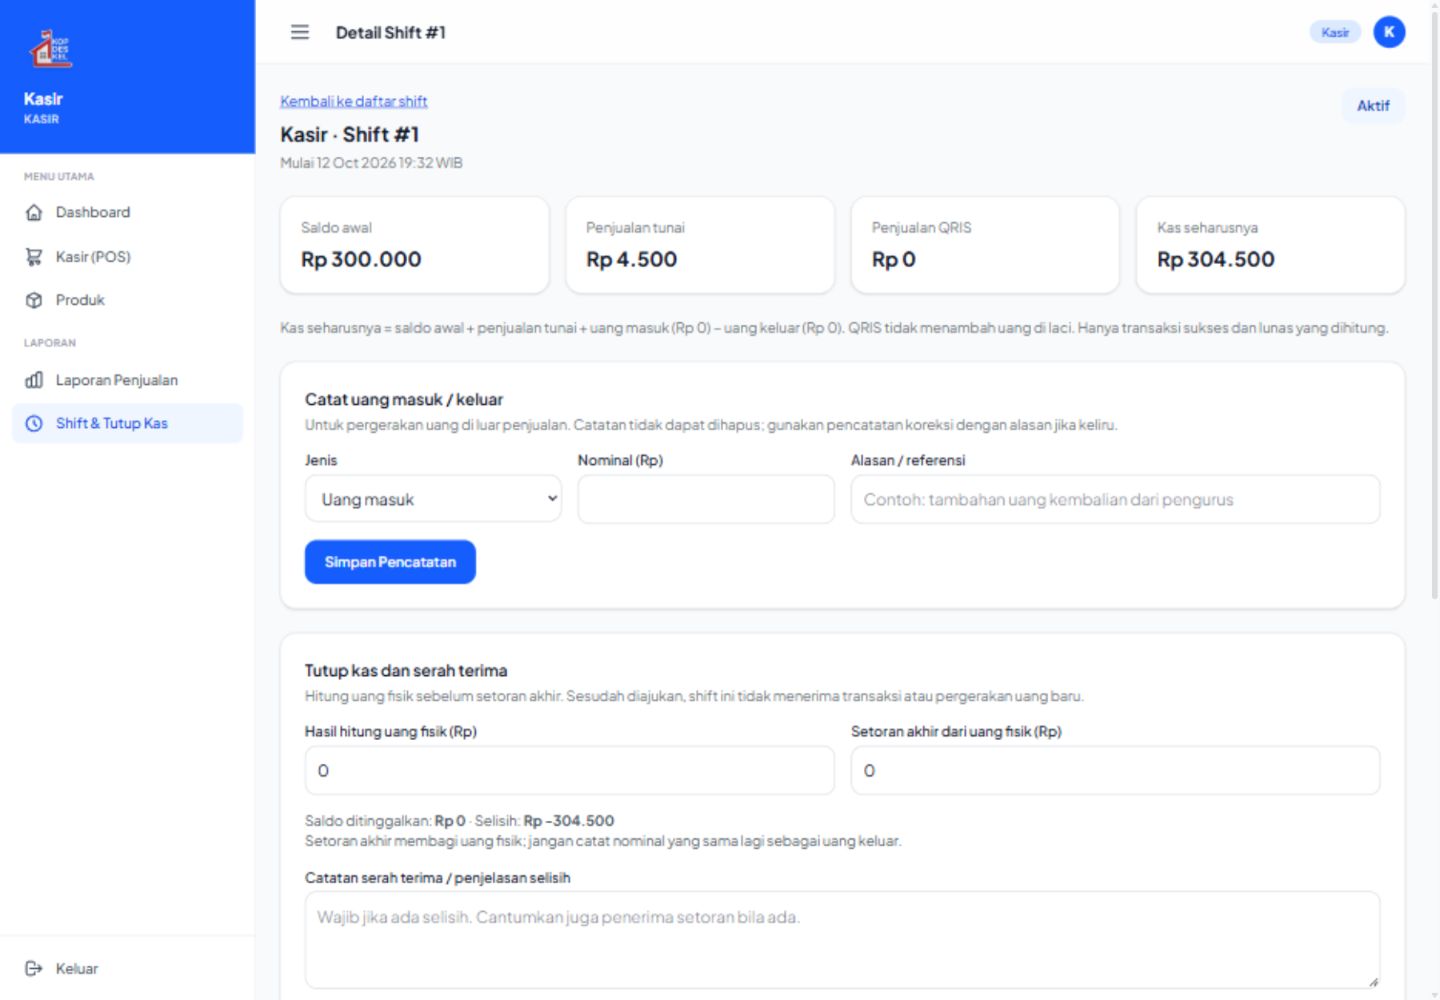 KOP
DES
KEL
Kasir
KASIR
MENU UTAMA
Dashboard
Kasir (POS)
Produk
LAPORAN
Laporan Penjualan
Shift & Tutup Kas
Keluar
Detail Shift #1
Kasir
K
Kembali ke daftar shift
Aktif
Kasir · Shift #1
Mulai 12 Oct 2026 19:32 WIB
Saldo awal
Rp 300.000
Penjualan tunai
Rp 4.500
Penjualan QRIS
Rp 0
Kas seharusnya
Rp 304.500
Kas seharusnya = saldo awal + penjualan tunai + uang masuk (Rp 0) − uang keluar (Rp 0). QRIS tidak menambah uang di laci. Hanya transaksi sukses dan lunas yang dihitung.
Catat uang masuk / keluar
Untuk pergerakan uang di luar penjualan. Catatan tidak dapat dihapus; gunakan pencatatan koreksi dengan alasan jika keliru.
Jenis
Uang masuk
Nominal (Rp)
Alasan / referensi
Contoh: tambahan uang kembalian dari pengurus
Simpan Pencatatan
Tutup kas dan serah terima
Hitung uang fisik sebelum setoran akhir. Sesudah diajukan, shift ini tidak menerima transaksi atau pergerakan uang baru.
Hasil hitung uang fisik (Rp)
0
Setoran akhir dari uang fisik (Rp)
0
Saldo ditinggalkan: Rp 0 · Selisih: Rp -304.500
Setoran akhir membagi uang fisik; jangan catat nominal yang sama lagi sebagai uang keluar.
Catatan serah terima / penjelasan selisih
Wajib jika ada selisih. Cantumkan juga penerima setoran bila ada.